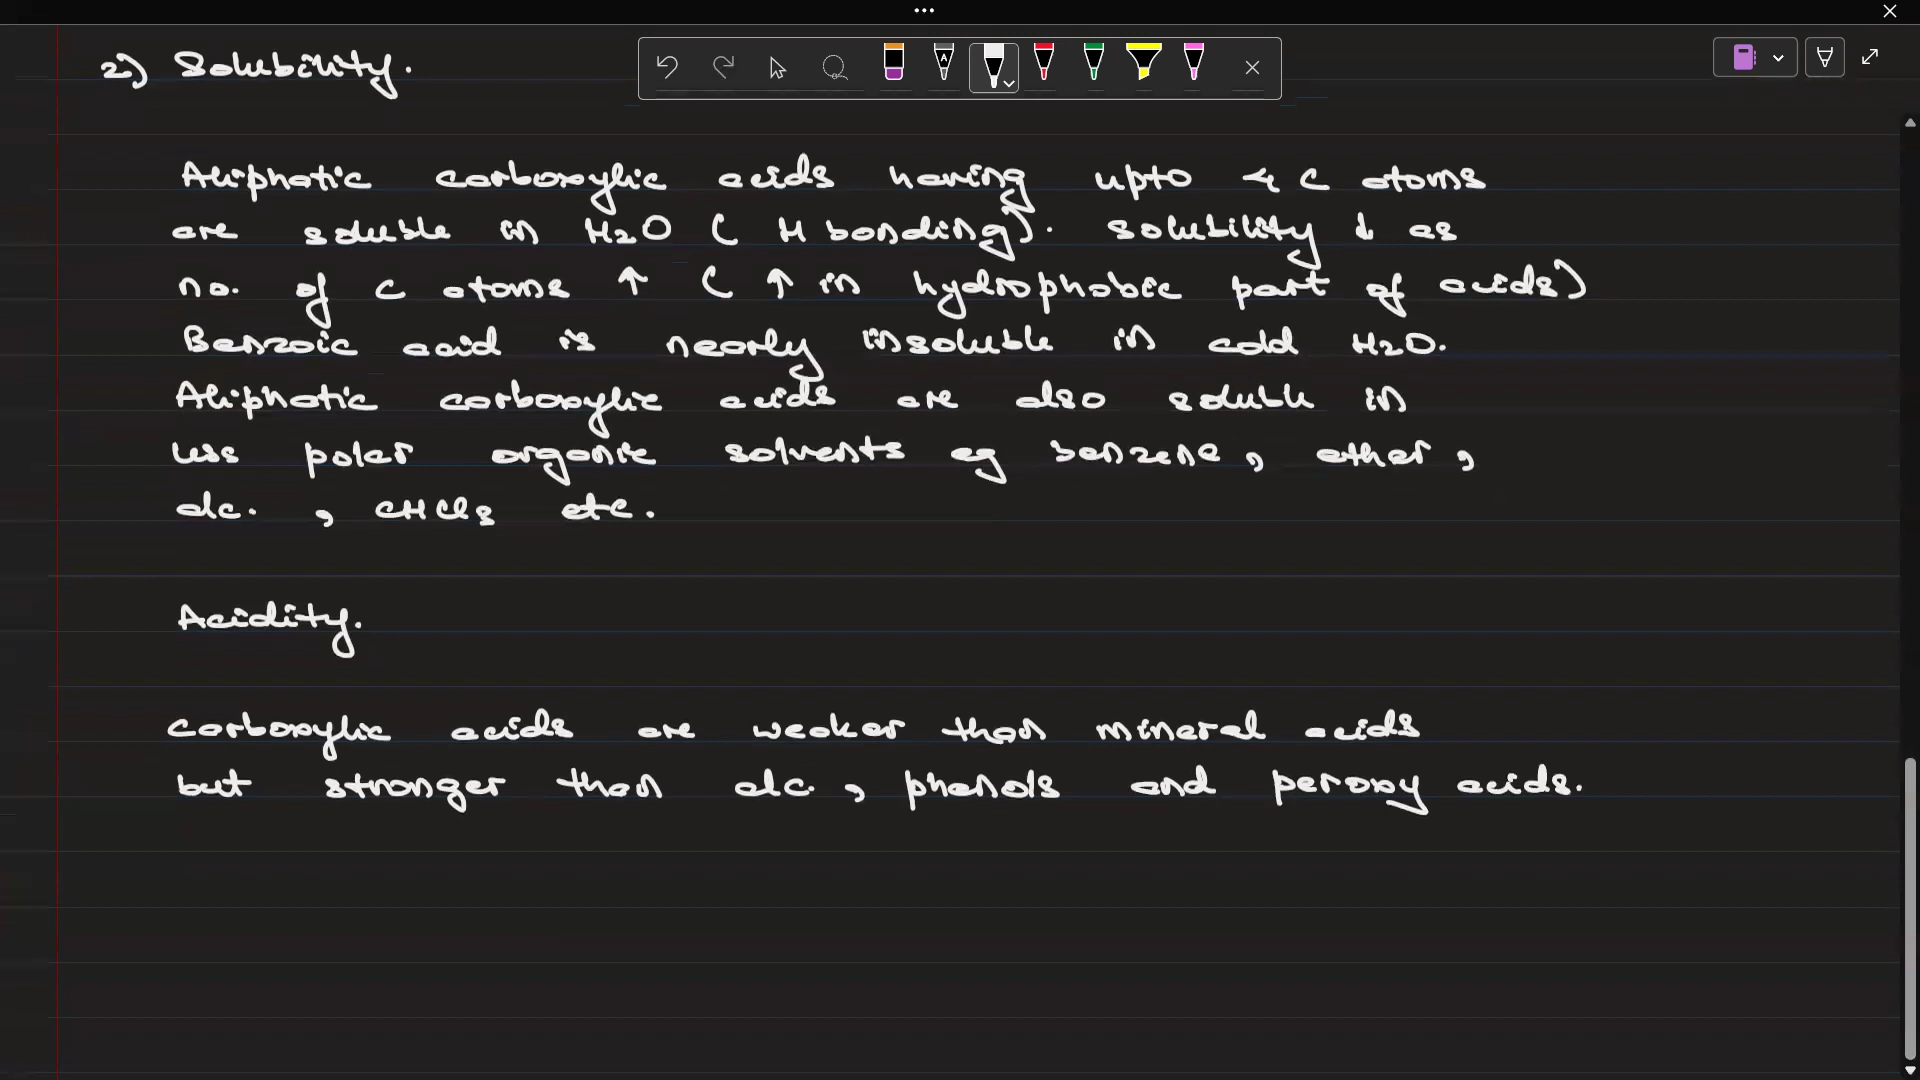 2) Solubility.
Aliphatic carboxylic acids having upto 4 C atoms
are soluble in H2O ( H bonding). Solubility ↓ as
no. of C atoms ↑ ( ↑ in hydrophobic part of acids)
Benzoic acid is nearly insoluble in cold H2O.
Aliphatic carboxylic acids are also soluble in
less polar organic solvents eg benzene, ether,
alc. , CHCl3 etc.
Acidity.
Carboxylic acids are weaker than mineral acids
but stronger than alc. , phenols and peroxy acids.